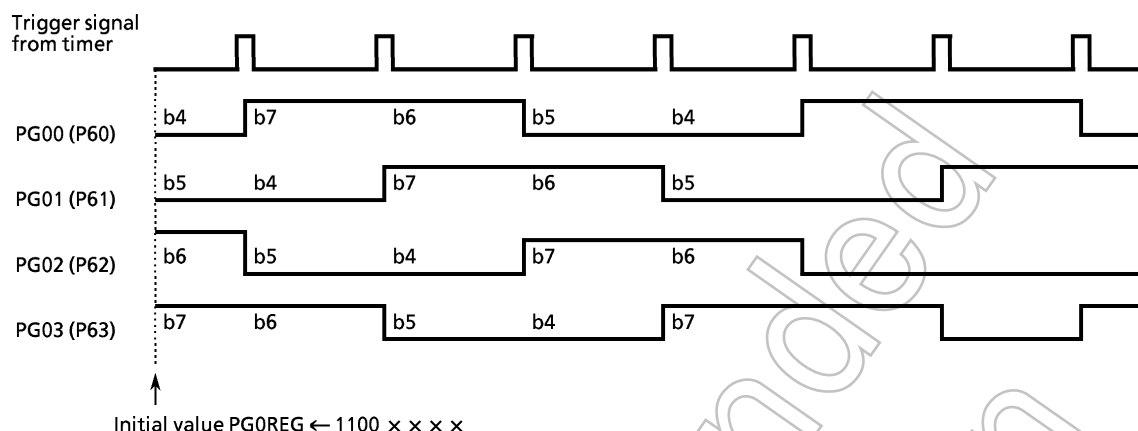 Trigger signal
from timer
PG00 (P60) b4 b7 b6 b5 b4
PG01 (P61) b5 b4 b7 b6 b5
PG02 (P62) b6 b5 b4 b7 b6
PG03 (P63) b7 b6 b5 b4 b7
Initial value PG0REG ← 1100 × × × ×